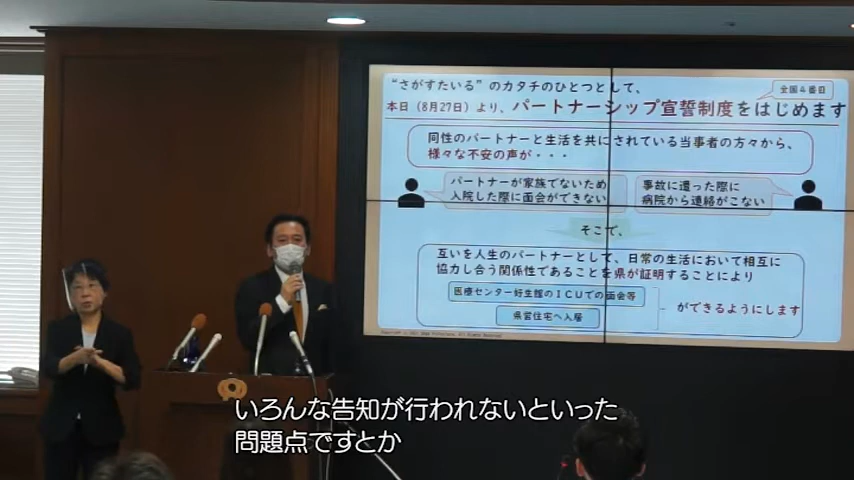 “さがすたいる”のカタチのひとつとして、
全国4番目
本日（8月27日）より、パートナーシップ宣誓制度をはじめます
同性のパートナーと生活を共にされている当事者の方々から、
様々な不安の声が・・・
パートナーが家族でないため
入院した際に面会ができない
事故に遭った際に
病院から連絡がこない
そこで、
互いを人生のパートナーとして、日常の生活において相互に
協力し合う関係性であることを県が証明することにより
医療センター好生館のICUでの面会等
県営住宅へ入居
ができるようにします
いろんな告知が行われないといった
問題点ですとか